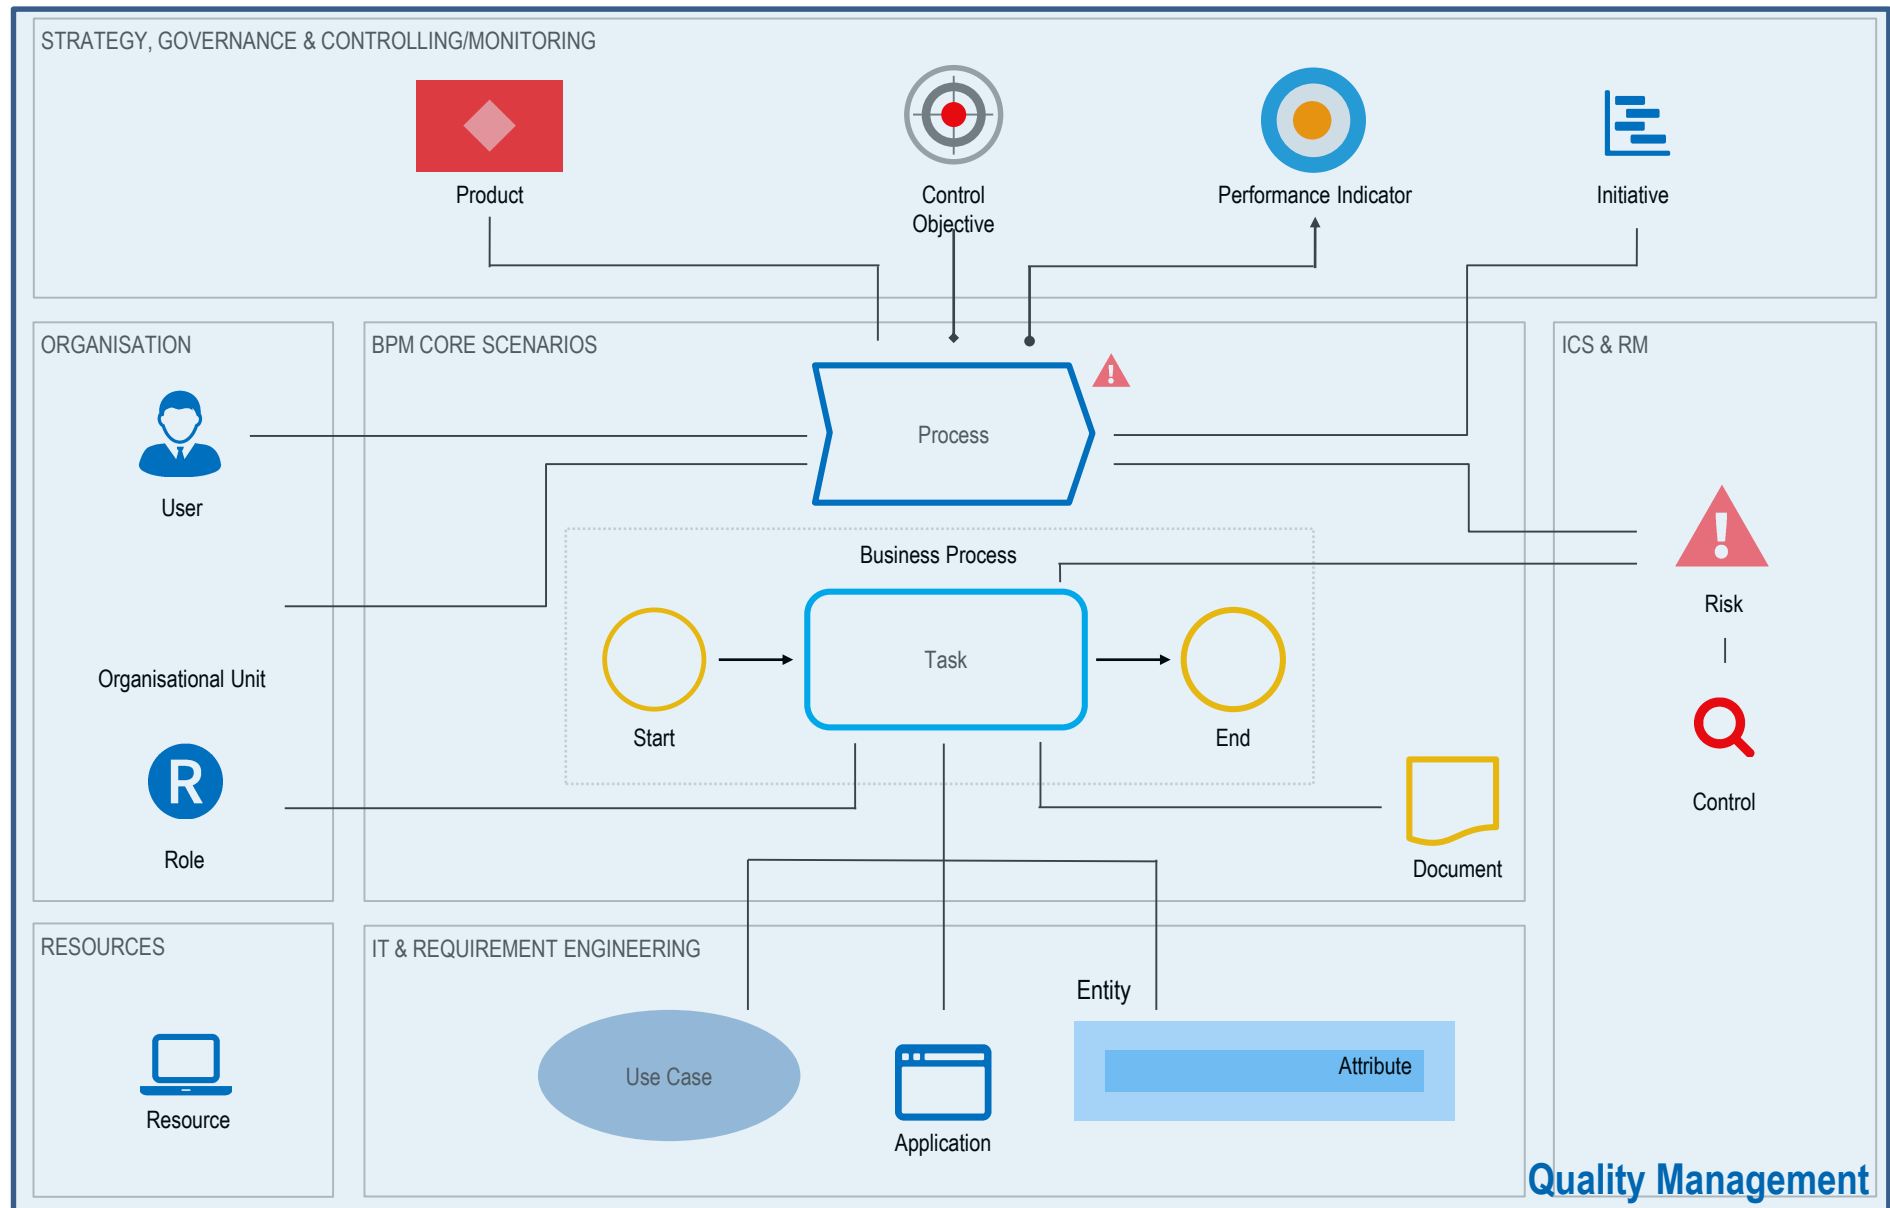 STRATEGY, GOVERNANCE & CONTROLLING/MONITORING
Product
Control
Objective
Performance Indicator
Initiative
ORGANISATION
User
Organisational Unit
R
Role
BPM CORE SCENARIOS
Process
Business Process
Start
Task
End
Document
ICS & RM
Risk
Control
RESOURCES
Resource
IT & REQUIREMENT ENGINEERING
Use Case
Application
Entity
Attribute
Quality Management